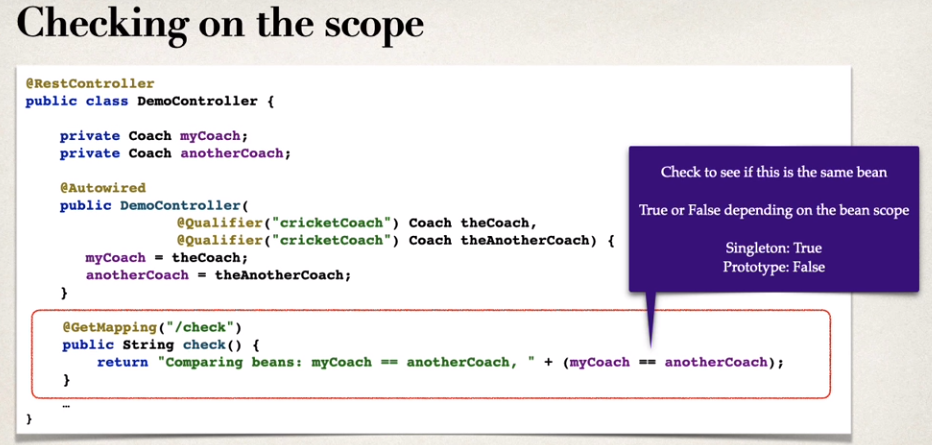 Checking on the scope
@RestController
public class DemoController {
private Coach myCoach;
private Coach anotherCoach;
@Autowired
public DemoController(
@Qualifier("cricketCoach") Coach theCoach,
@Qualifier("cricketCoach") Coach theAnotherCoach) {
myCoach = theCoach;
anotherCoach = theAnotherCoach;
}
@GetMapping("/check")
public String check() {
return "Comparing beans: myCoach == anotherCoach, " + (myCoach == anotherCoach);
}
…
}
Check to see if this is the same bean
True or False depending on the bean scope
Singleton: True
Prototype: False